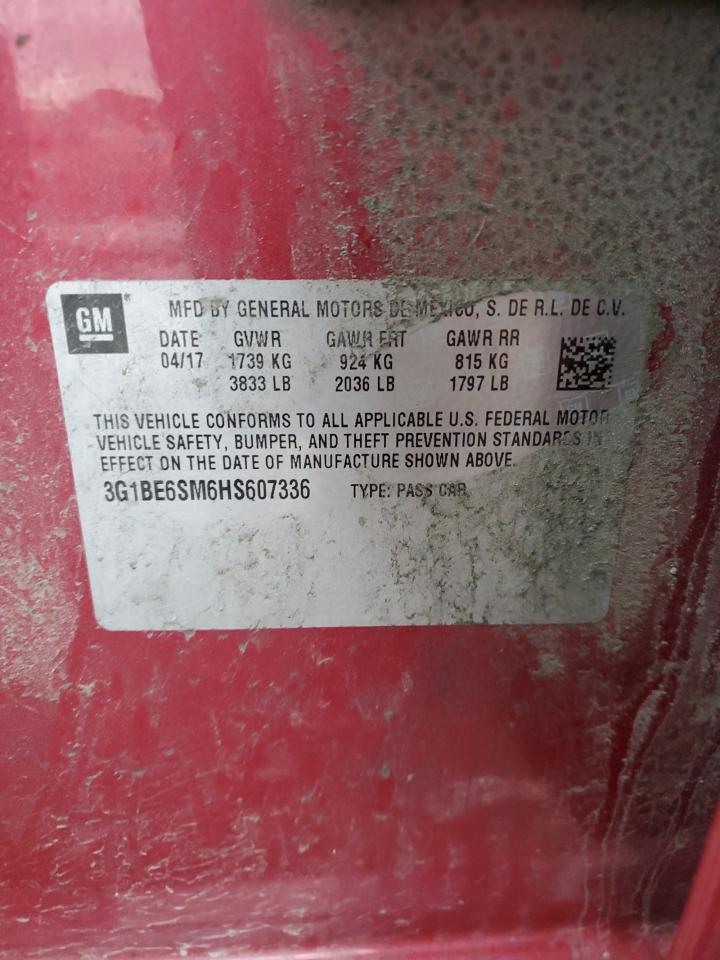 GM
MFD BY GENERAL MOTORS DE MEXICO, S. DE R.L. DE C.V.
DATE GVWR GAWR FRT GAWR RR
04/17 1739 KG 924 KG 815 KG
3833 LB 2036 LB 1797 LB
THIS VEHICLE CONFORMS TO ALL APPLICABLE U.S. FEDERAL MOTOR
VEHICLE SAFETY, BUMPER, AND THEFT PREVENTION STANDARDS IN
EFFECT ON THE DATE OF MANUFACTURE SHOWN ABOVE.
3G1BE6SM6HS607336 TYPE: PASS CAR